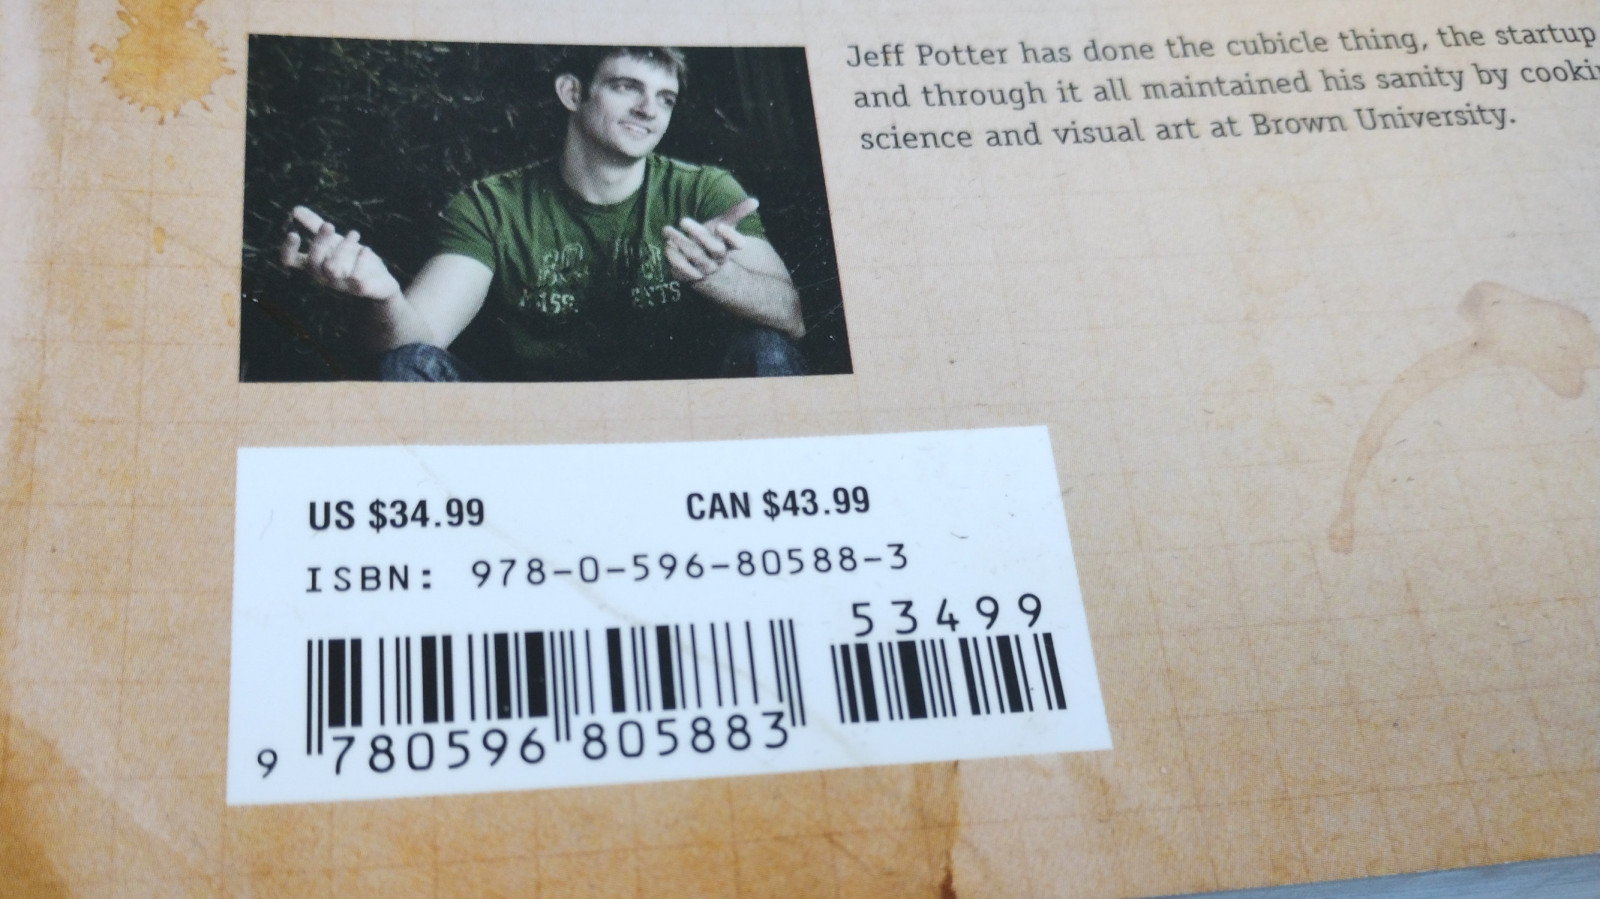 Jeff Potter has done the cubicle thing, the startup
and through it all maintained his sanity by
science and visual art at Brown University.
US $34.99 CAN $43.99
ISBN: 978-0-596-80588-3
53499
9 780596 805883